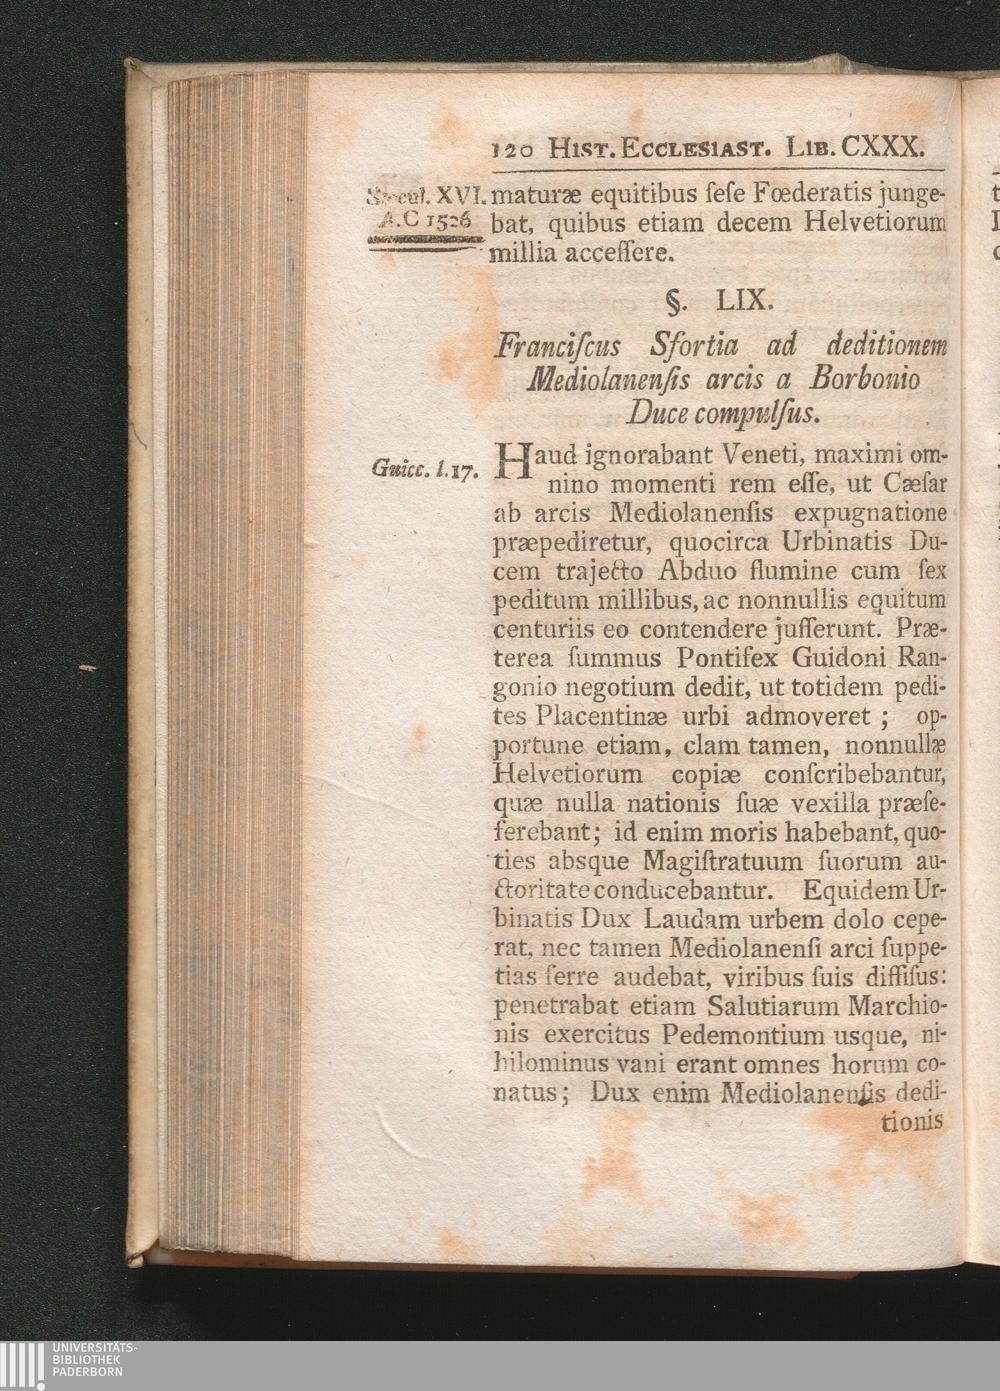 120 HIST. ECCLESIAST. LIB. CXXX.
Sæcul. XVI.
A.C 1526
maturæ equitibus ſeſe Fœderatis junge-
bat, quibus etiam decem Helvetiorum
millia acceſſere.
§. LIX.
Franciſcus Sfortia ad deditionem
Mediolanenſis arcis a Borbonio
Duce compulſus.
Guicc. l.17.
Haud ignorabant Veneti, maximi om-
nino momenti rem eſſe, ut Cæſar
ab arcis Mediolanenſis expugnatione
præpediretur, quocirca Urbinatis Du-
cem trajecto Abduo flumine cum ſex
peditum millibus, ac nonnullis equitum
centuriis eo contendere juſſerunt. Præ-
terea ſummus Pontifex Guidoni Ran-
gonio negotium dedit, ut totidem pedi-
tes Placentinæ urbi admoveret ; op-
portune etiam, clam tamen, nonnullæ
Helvetiorum copiæ conſcribebantur,
quæ nulla nationis ſuæ vexilla præſe-
ferebant; id enim moris habebant, quo-
ties absque Magiſtratuum ſuorum au-
ctoritate conducebantur. Equidem Ur-
binatis Dux Laudam urbem dolo cepe-
rat, nec tamen Mediolanenſi arci ſuppe-
tias ferre audebat, viribus ſuis diffiſus:
penetrabat etiam Salutiarum Marchio-
nis exercitus Pedemontium usque, ni-
hilominus vani erant omnes horum co-
natus; Dux enim Mediolanenſis dedi-
tionis
UNIVERSITÄTS-
BIBLIOTHEK
PADERBORN